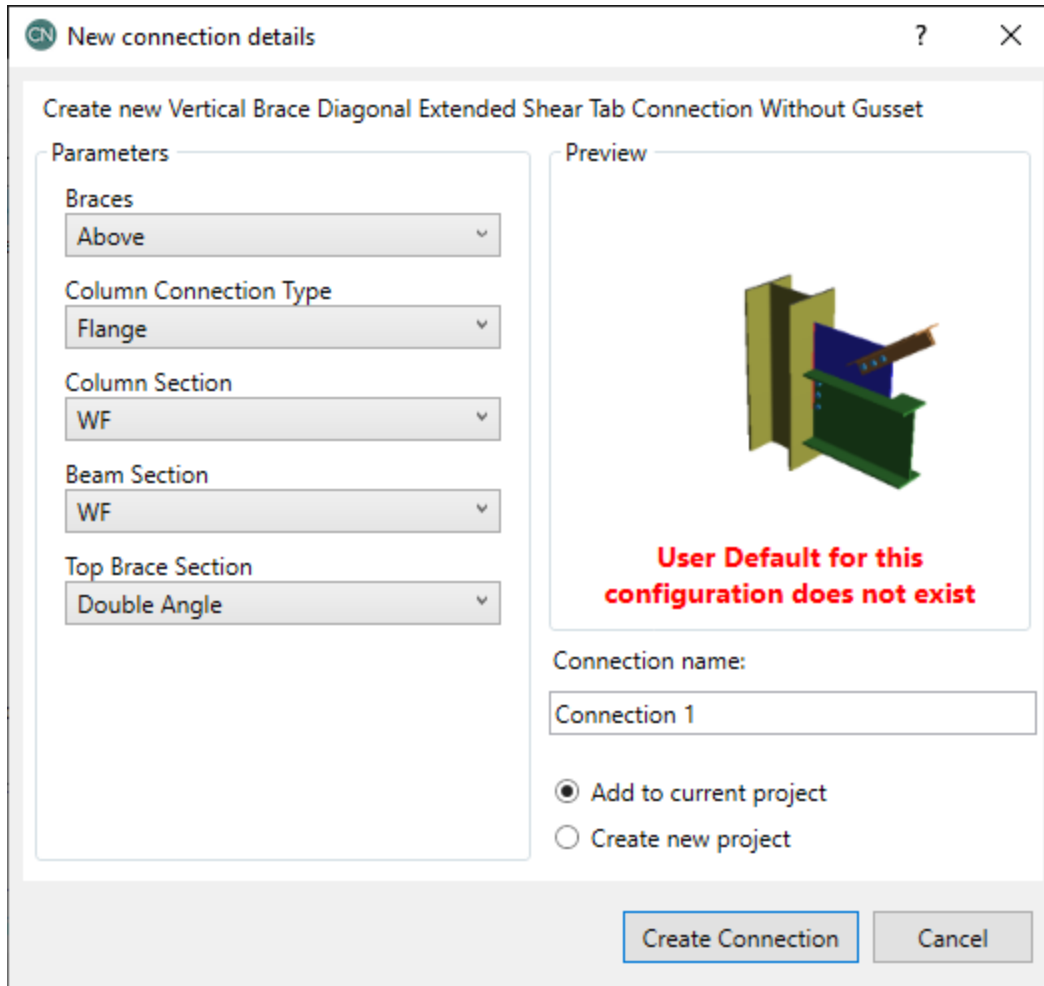 CN New connection details ?
Create new Vertical Brace Diagonal Extended Shear Tab Connection Without Gusset
Parameters
Braces
Above
Column Connection Type
Flange
Column Section
WF
Beam Section
WF
Top Brace Section
Double Angle
Preview
User Default for this
configuration does not exist
Connection name:
Connection 1
Add to current project
Create new project
Create Connection
Cancel